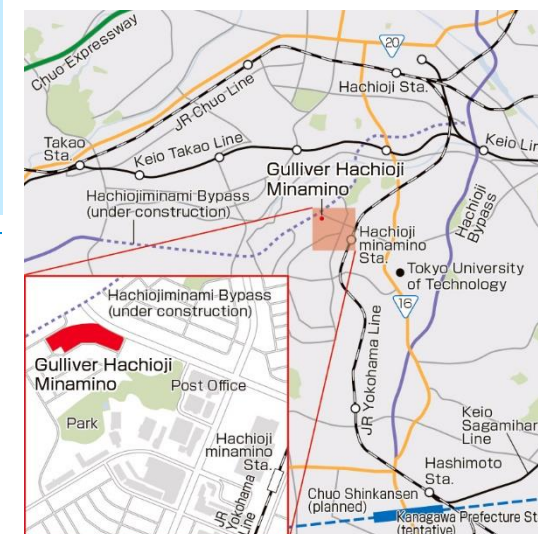 Chuo Expressway
20
Hachioji Sta.
JR Chuo Line
Takao
Sta.
Keio Takao Line
Keio Lin
Gulliver Hachioji
Minamino
Hachiojiminami Bypass
(under construction)
Hachioji
Bypass
Hachioji
minamino
Sta.
Tokyo University
of Technology
16
JR Yokohama Line
Keio
Sagamihar
Line
Hashimoto
Sta.
Chuo Shinkansen
(planned)
Kanagawa Prefecture St
(tentative)
Hachiojiminami Bypass
(under construction)
Gulliver Hachioji
Minamino
Post Office
Park
Hachioji
minamino
Sta.
JR
Yokohama
Line